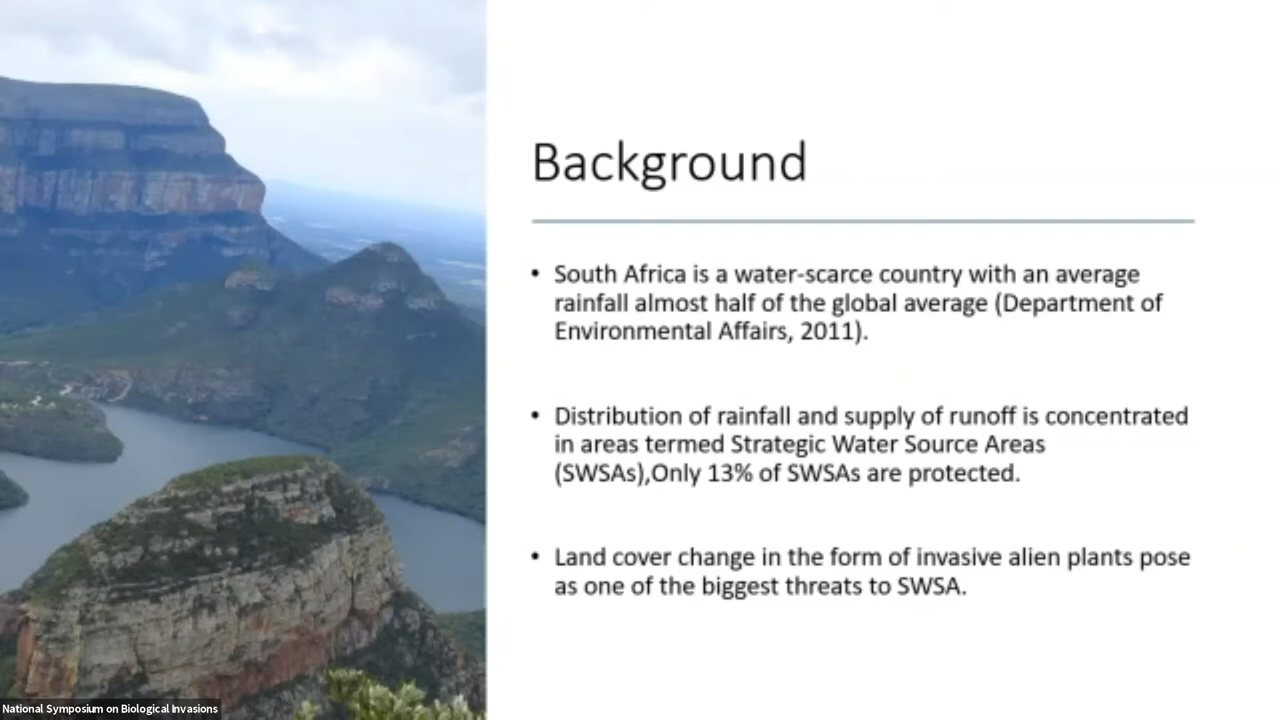 Background
• South Africa is a water-scarce country with an average
rainfall almost half of the global average (Department of
Environmental Affairs, 2011).
• Distribution of rainfall and supply of runoff is concentrated
in areas termed Strategic Water Source Areas
(SWSAs),Only 13% of SWSAs are protected.
• Land cover change in the form of invasive alien plants pose
as one of the biggest threats to SWSA.
National Symposium on Biological Invasions